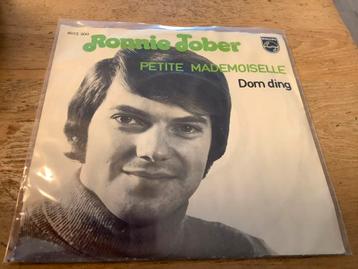 Ronnie Tober
PETITE MADEMOISELLE
Dom ding